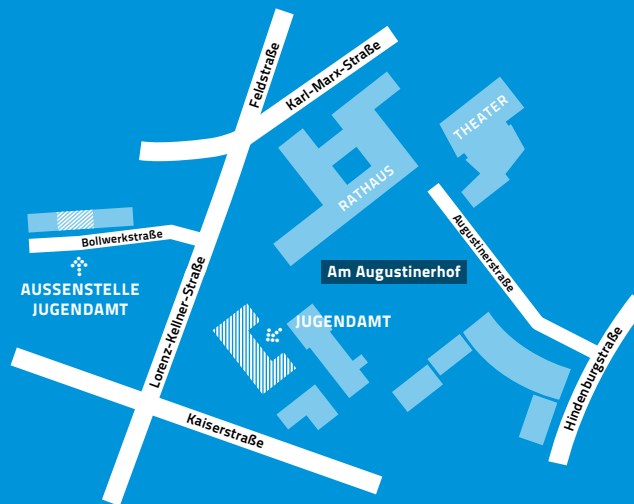 Feldstraße
Karl-Marx-Straße
THEATER
RATHAUS
Augustinerstraße
Bollwerkstraße
Am Augustinerhof
AUSSENSTELLE
JUGENDAMT
Lorenz-Kellner-Straße
JUGENDAMT
Hindenburgstraße
Kaiserstraße